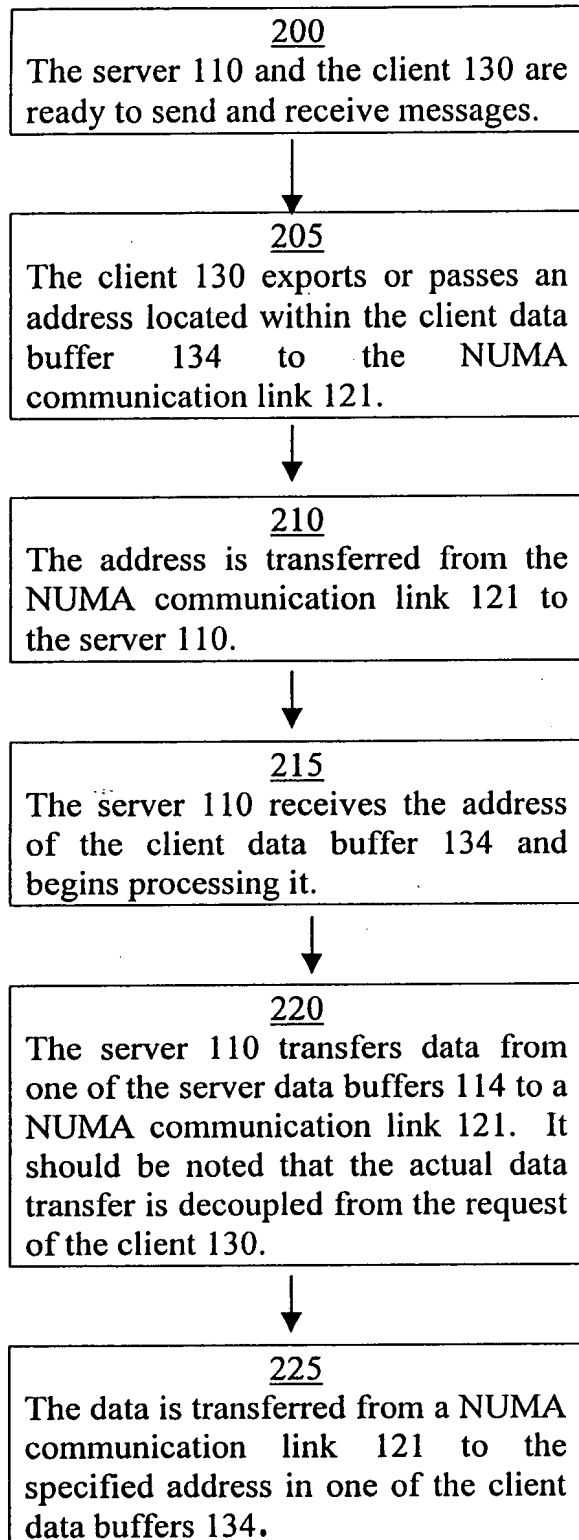 200
The server 110 and the client 130 are
ready to send and receive messages.
205
The client 130 exports or passes an
address located within the client data
buffer 134 to the NUMA
communication link 121.
210
The address is transferred from the
NUMA communication link 121 to
the server 110.
215
The server 110 receives the address
of the client data buffer 134 and
begins processing it.
220
The server 110 transfers data from
one of the server data buffers 114 to a
NUMA communication link 121. It
should be noted that the actual data
transfer is decoupled from the request
of the client 130.
225
The data is transferred from a NUMA
communication link 121 to the
specified address in one of the client
data buffers 134.